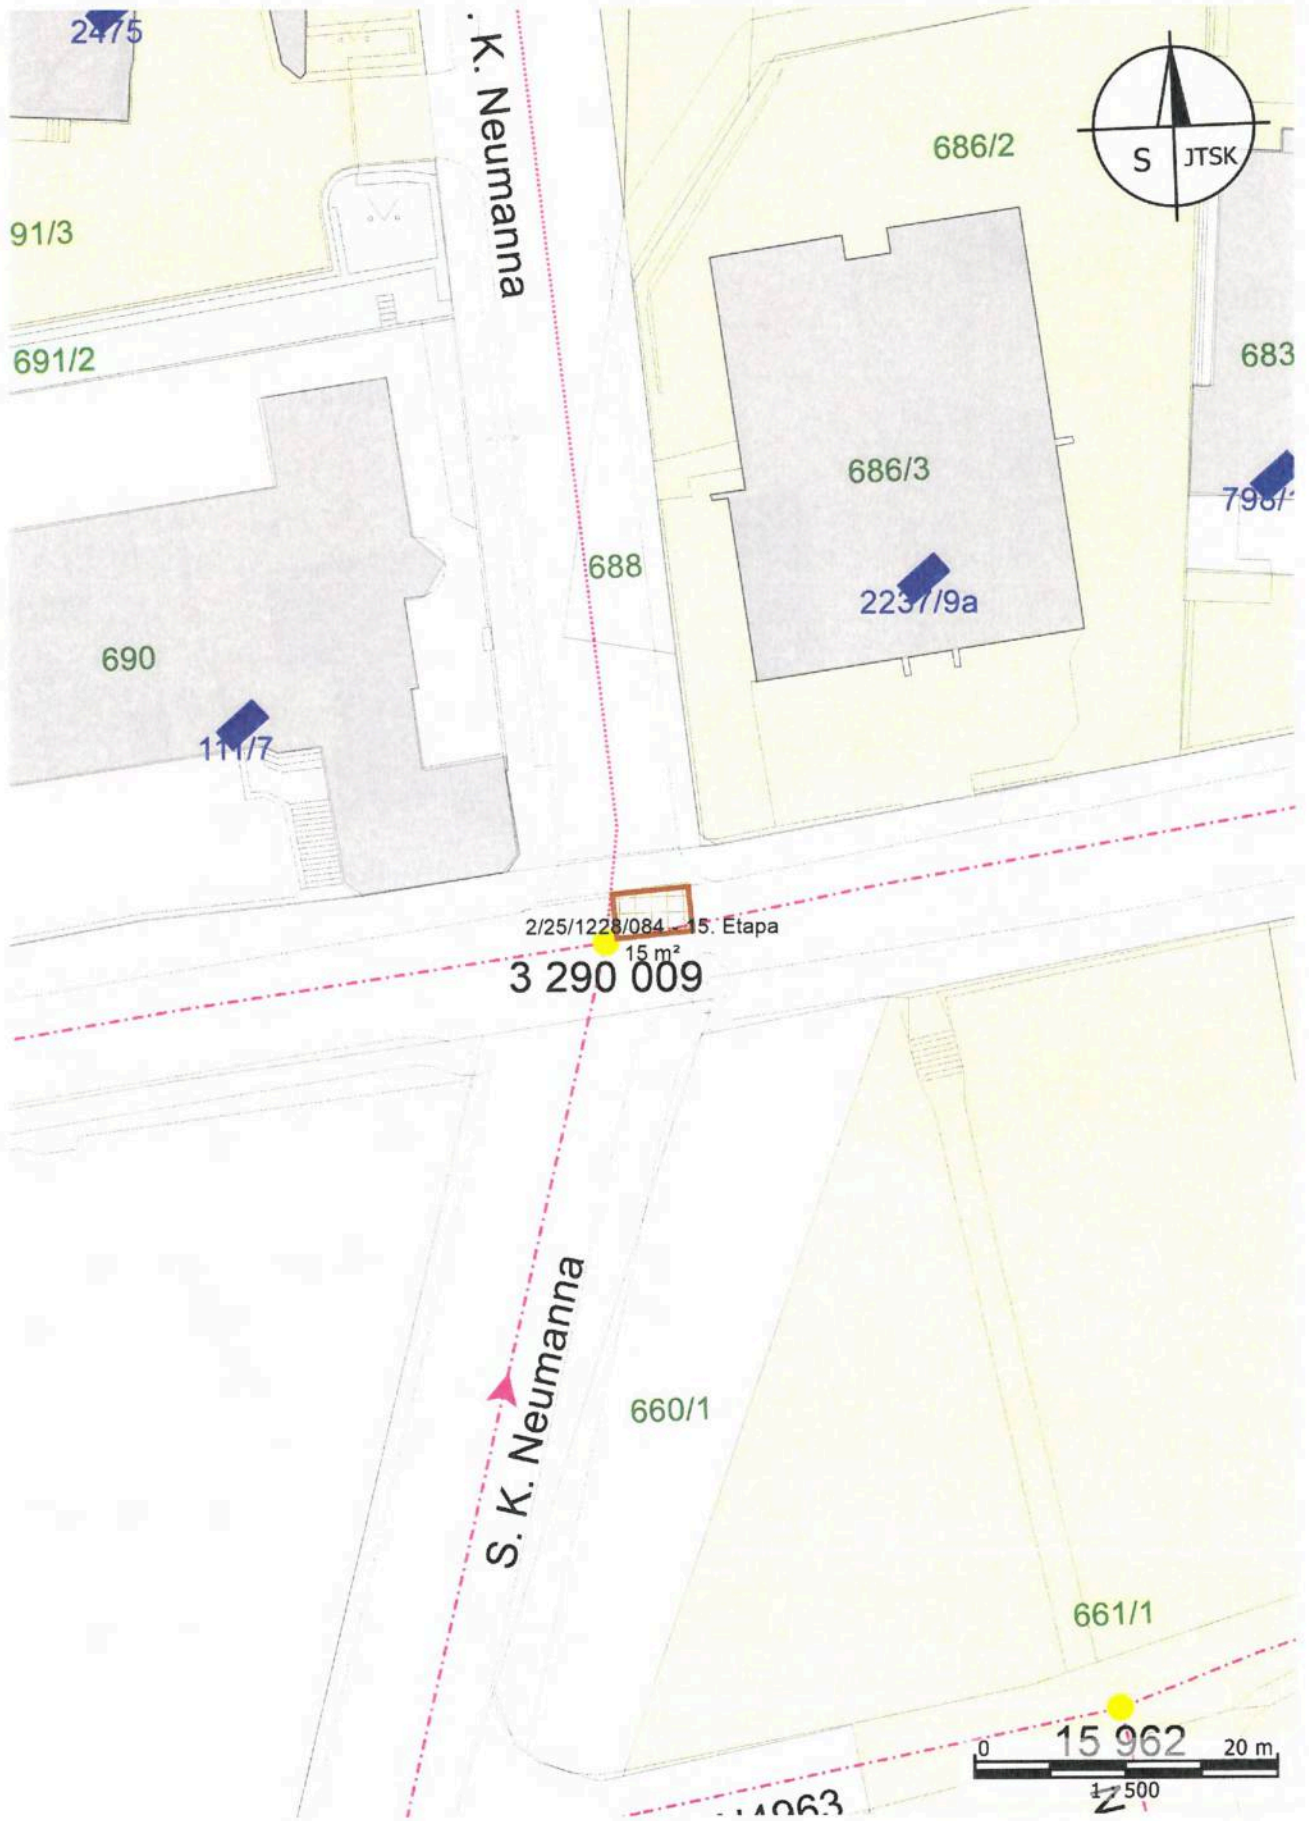 2475
. K. Neumanna
686/2
S JTSK
91/3
691/2
683
686/3
798/
688
2237/9a
690
111/7
2/25/1228/084 - 15. Etapa
15 m²
3 290 009
S. K. Neumanna
660/1
661/1
15 962
0 20 m
1:500
4963
N